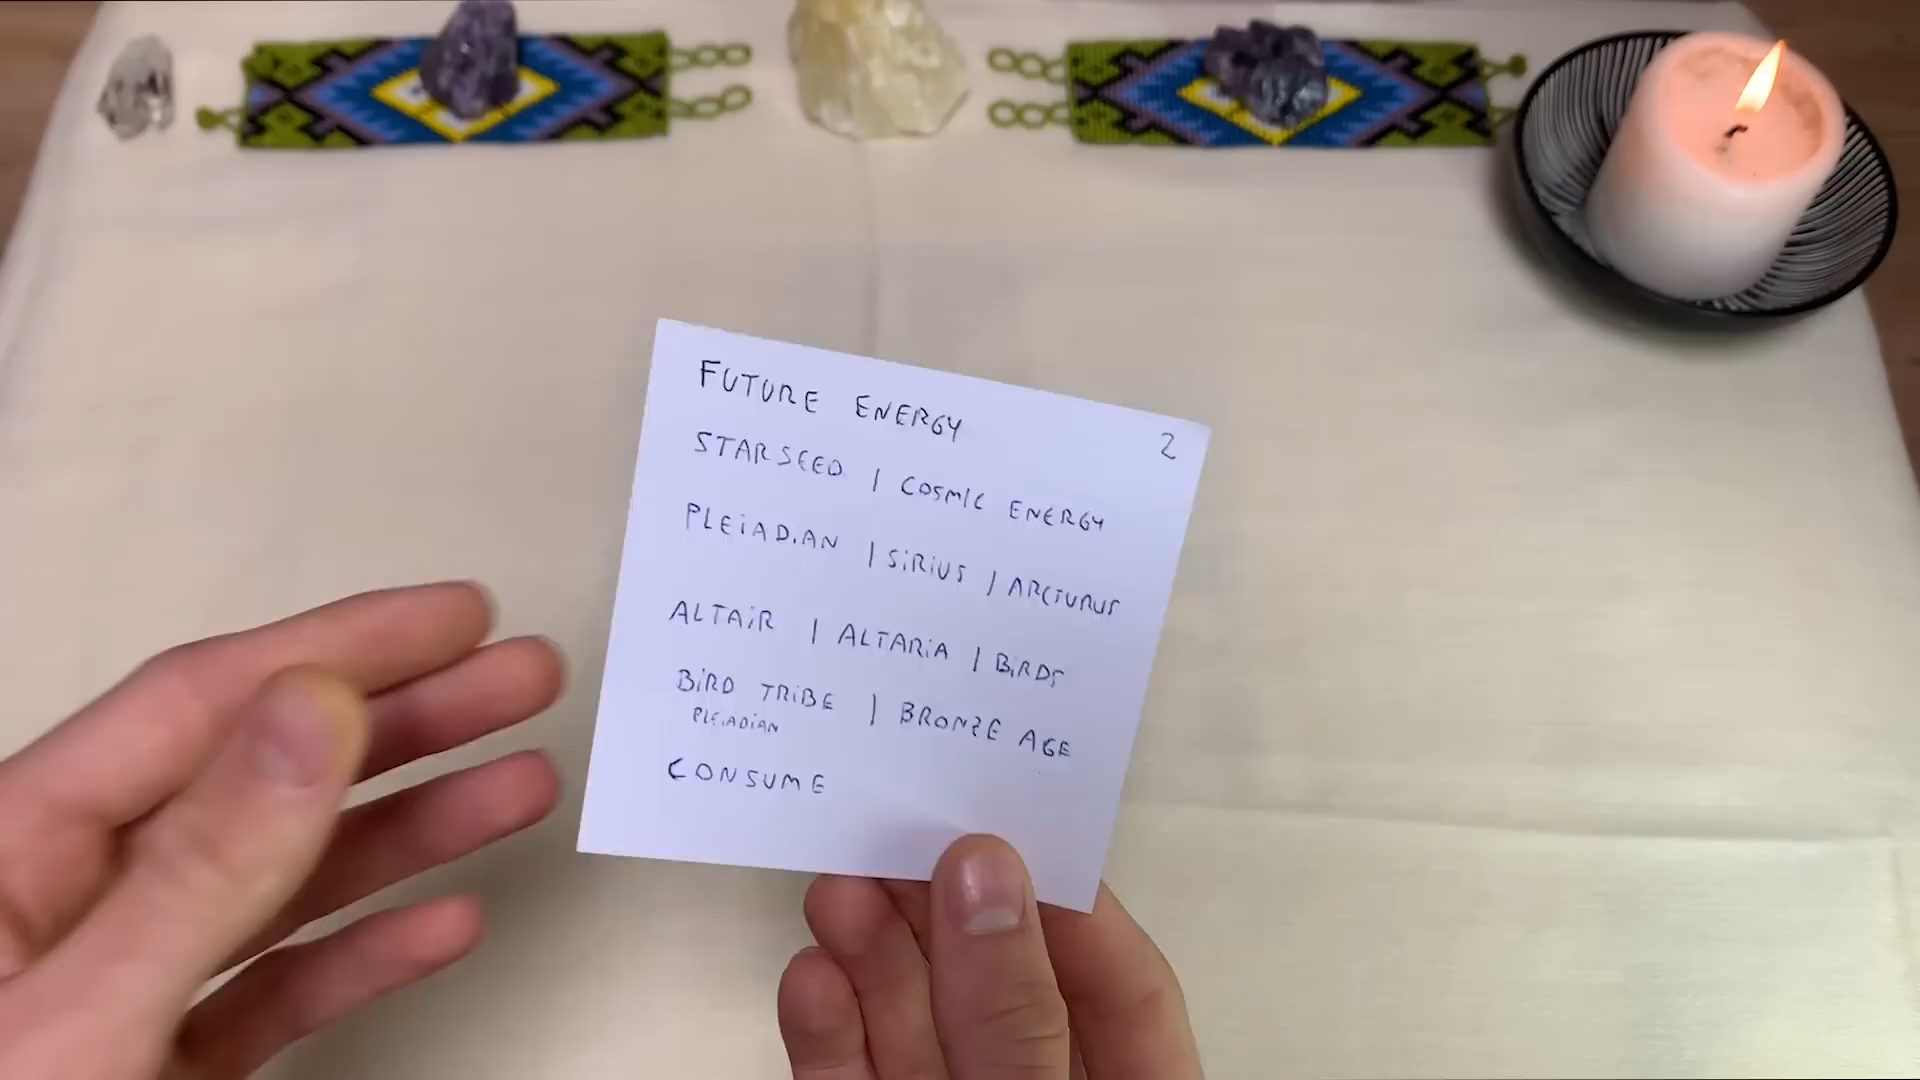 FUTURE ENERGY 2
STARSEED | COSMIC ENERGY
PLEiADiAN | SiRiUS | ARCTURUS
ALTAiR | ALTARiA | BiRDS
BiRD TRiBE | BRONZE AGE
PLEiADiAN
CONSUME